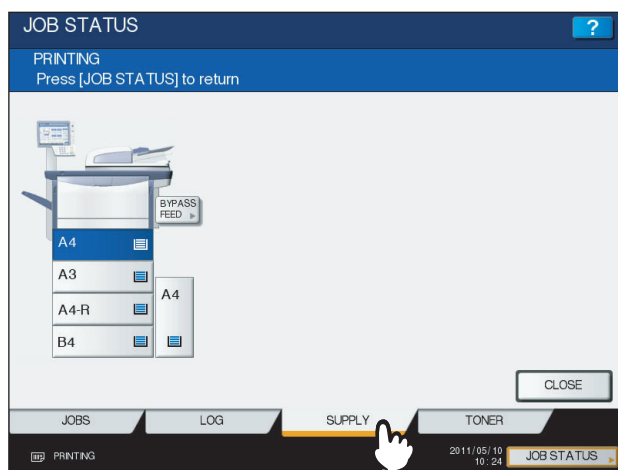 JOB STATUS
?
PRINTING
Press [JOB STATUS] to return
BYPASS
FEED
A4
A3
A4
A4-R
B4
CLOSE
JOBS
LOG
SUPPLY
TONER
PRINTING
2011/05/10
10:24
JOB STATUS